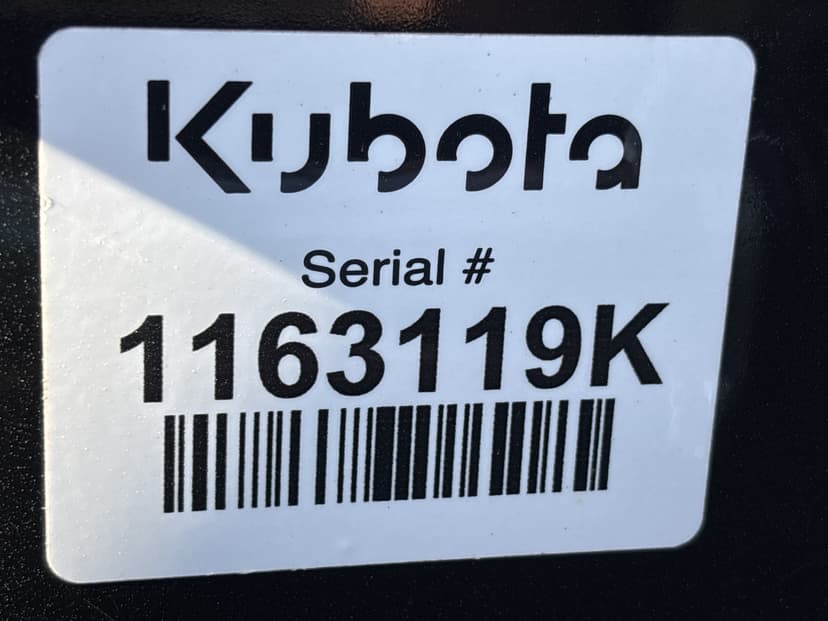 Kubota
Serial #
1163119K